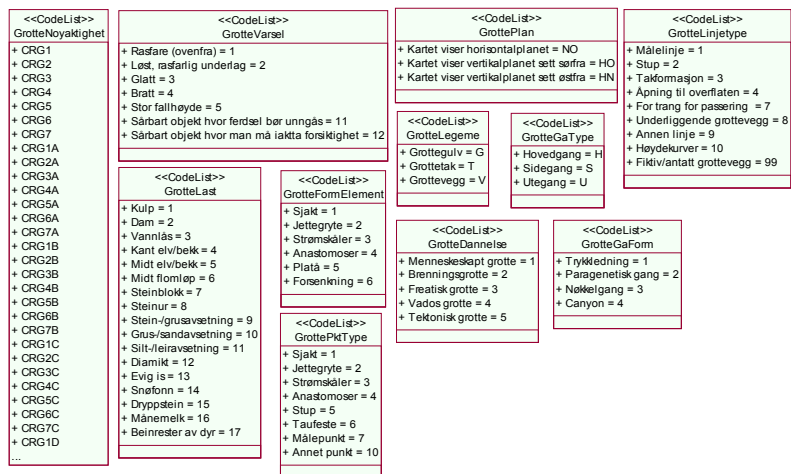 <<CodeList>>
GrotteNoyaktighet
+ CRG1
+ CRG2
+ CRG3
+ CRG4
+ CRG5
+ CRG6
+ CRG7
+ CRG1A
+ CRG2A
+ CRG3A
+ CRG4A
+ CRG5A
+ CRG6A
+ CRG7A
+ CRG1B
+ CRG2B
+ CRG3B
+ CRG4B
+ CRG5B
+ CRG6B
+ CRG7B
+ CRG1C
+ CRG2C
+ CRG3C
+ CRG4C
+ CRG5C
+ CRG6C
+ CRG7C
+ CRG1D
...
<<CodeList>>
GrotteVarsel
+ Rasfare (ovenfra) = 1
+ Løst, rasfarlig underlag = 2
+ Glatt = 3
+ Bratt = 4
+ Stor fallhøyde = 5
+ Sårbart objekt hvor ferdsel bør unngås = 11
+ Sårbart objekt hvor man må iaktta forsiktighet = 12
<<CodeList>>
GrottePlan
+ Kartet viser horisontalplanet = NO
+ Kartet viser vertikalplanet sett sørfra = HO
+ Kartet viser vertikalplanet sett østfra = HN
<<CodeList>>
GrotteLinjetype
+ Målelinje = 1
+ Stup = 2
+ Takformasjon = 3
+ Åpning til overflaten = 4
+ For trang for passering = 7
+ Underliggende grottevegg = 8
+ Annen linje = 9
+ Høydekurver = 10
+ Fiktiv/antatt grottevegg = 99
<<CodeList>>
GrotteLegeme
+ Grottegulv = G
+ Grottetak = T
+ Grottevegg = V
<<CodeList>>
GrotteGaType
+ Hovedgang = H
+ Sidegang = S
+ Utegang = U
<<CodeList>>
GrotteLast
+ Kulp = 1
+ Dam = 2
+ Vannlås = 3
+ Kant elv/bekk = 4
+ Midt elv/bekk = 5
+ Midt flomløp = 6
+ Steinblokk = 7
+ Steinur = 8
+ Stein-/grusavsetning = 9
+ Grus-/sandavsetning = 10
+ Silt-/leiravsetning = 11
+ Diamikt = 12
+ Evig is = 13
+ Snøfonn = 14
+ Dryppstein = 15
+ Månemelk = 16
+ Beinrester av dyr = 17
<<CodeList>>
GrotteFormElement
+ Sjakt = 1
+ Jettegryte = 2
+ Strømskåler = 3
+ Anastomoser = 4
+ Platå = 5
+ Forsenkning = 6
<<CodeList>>
GrotteDannelse
+ Menneskeskapt grotte = 1
+ Brenningsgrotte = 2
+ Freatisk grotte = 3
+ Vados grotte = 4
+ Tektonisk grotte = 5
<<CodeList>>
GrotteGaForm
+ Trykkledning = 1
+ Paragenetisk gang = 2
+ Nøkkelgang = 3
+ Canyon = 4
<<CodeList>>
GrottePktType
+ Sjakt = 1
+ Jettegryte = 2
+ Strømskåler = 3
+ Anastomoser = 4
+ Stup = 5
+ Taufeste = 6
+ Målepunkt = 7
+ Annet punkt = 10